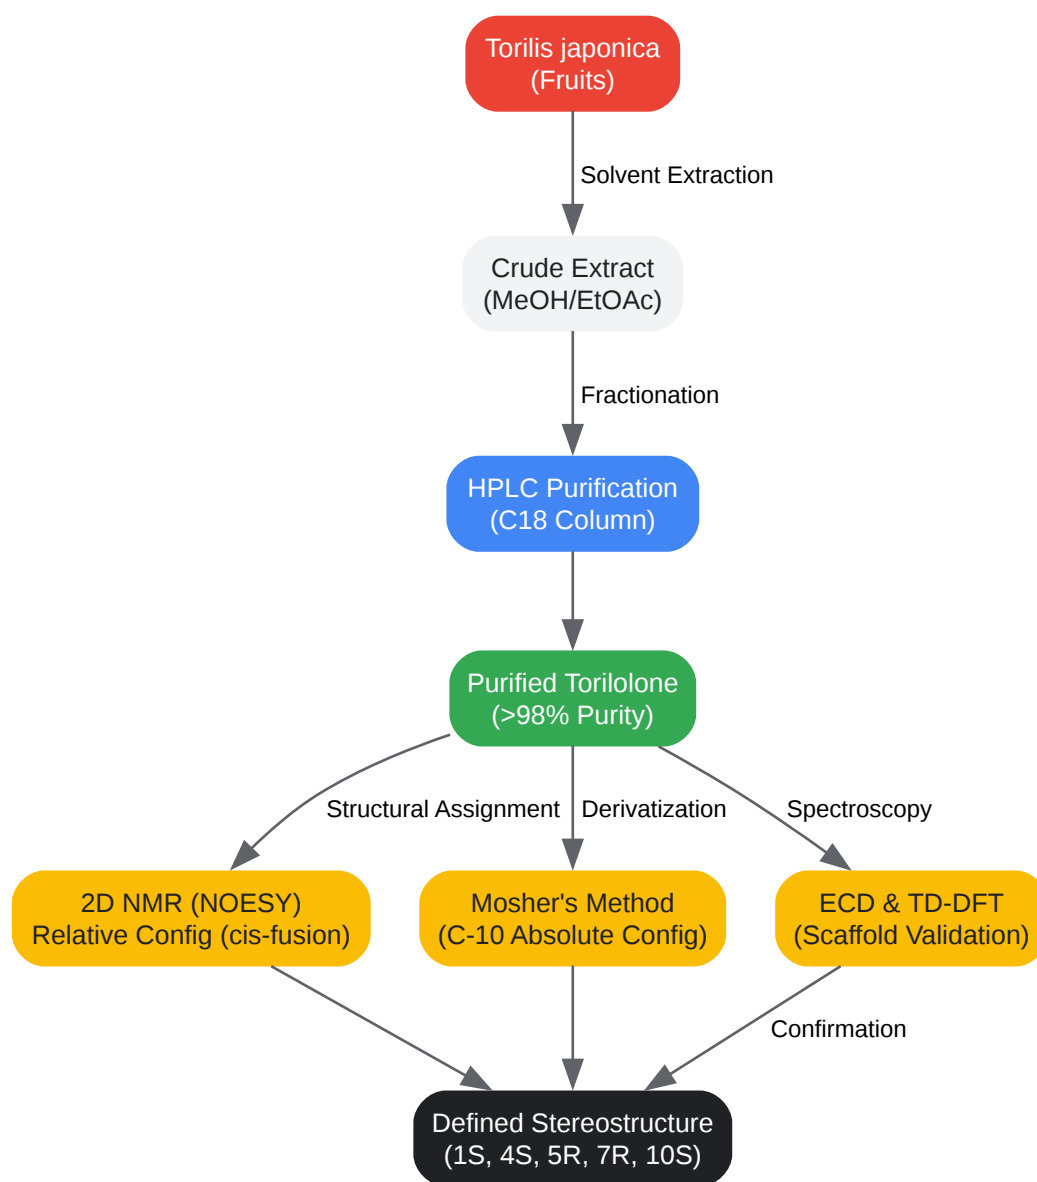 Torilis japonica
(Fruits)
Solvent Extraction
Crude Extract
(MeOH/EtOAc)
Fractionation
HPLC Purification
(C18 Column)
Purified Torilolone
(>98% Purity)
Structural Assignment
Derivatization
Spectroscopy
2D NMR (NOESY)
Relative Config (cis-fusion)
Mosher's Method
(C-10 Absolute Config)
ECD & TD-DFT
(Scaffold Validation)
Confirmation
Defined Stereostructure
(1S, 4S, 5R, 7R, 10S)